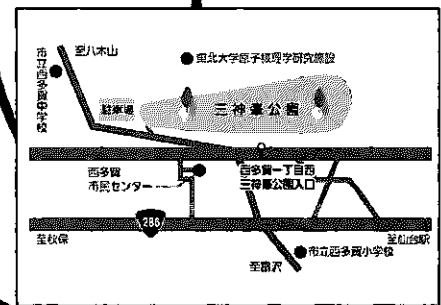 至八木山
市立西多賀中学校
東北大学原子核理学研究施設
駐車場
三神峯公園
西多賀
市民センター
西多賀一丁目西
三神峯公園入口
286
至秋保
至仙台駅
至富沢
市立西多賀小学校